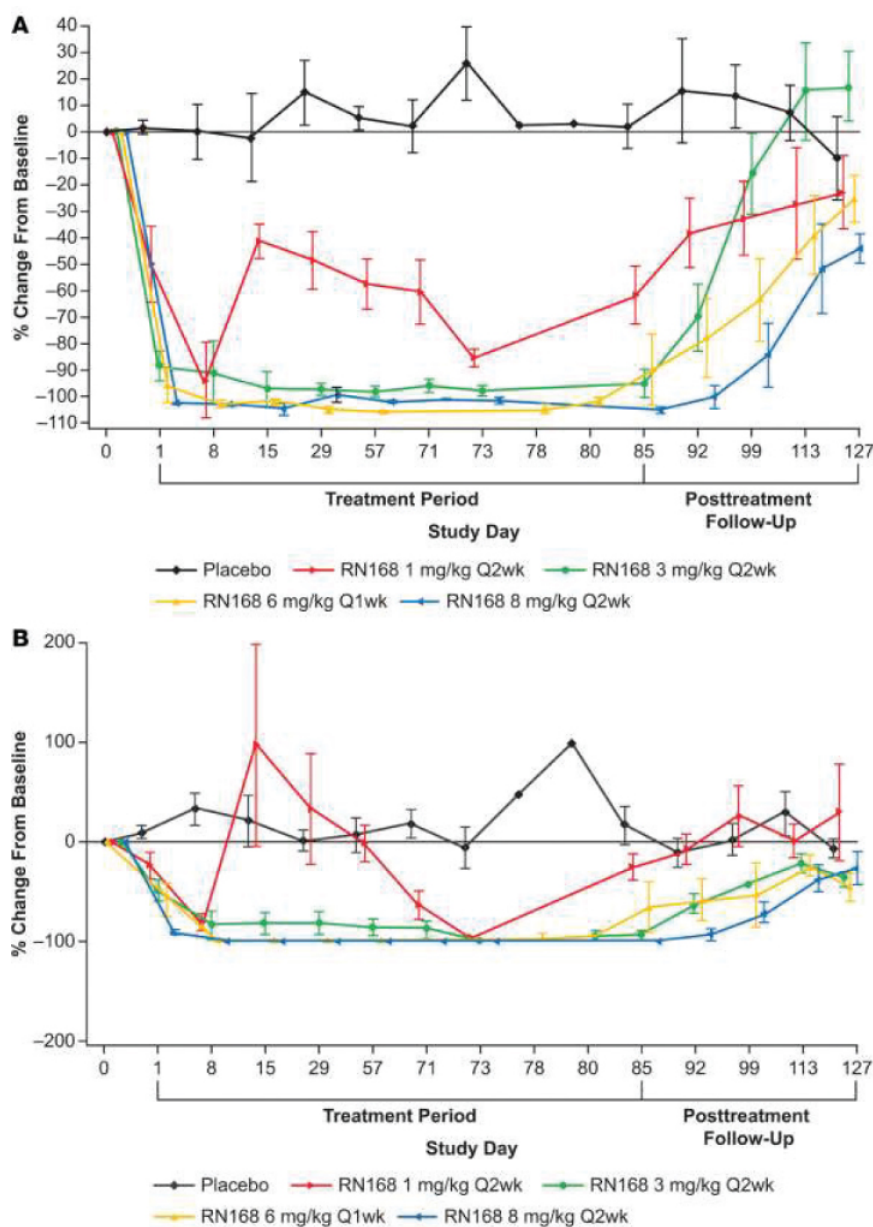 A
% Change From Baseline
40
30
20
10
0
–10
–20
–30
–40
–50
–60
–70
–80
–90
–100
–110
0 1 8 15 29 57 71 73 78 80 85 92 99 113 127
Treatment Period Posttreatment
Follow-Up
Study Day
Placebo RN168 1 mg/kg Q2wk RN168 3 mg/kg Q2wk
RN168 6 mg/kg Q1wk RN168 8 mg/kg Q2wk
B
% Change From Baseline
200
100
0
–100
–200
0 1 8 15 29 57 71 73 78 80 85 92 99 113 127
Treatment Period Posttreatment
Follow-Up
Study Day
Placebo RN168 1 mg/kg Q2wk RN168 3 mg/kg Q2wk
RN168 6 mg/kg Q1wk RN168 8 mg/kg Q2wk